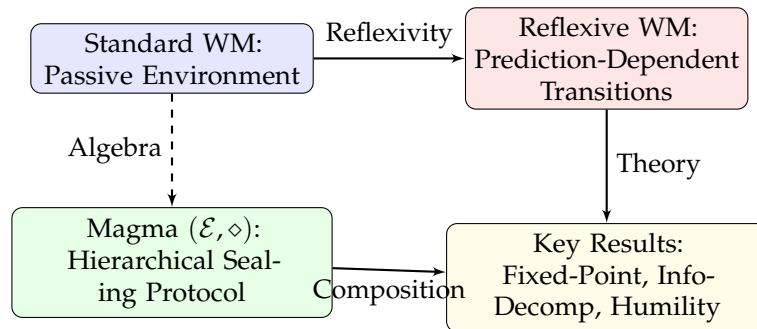 Standard WM:
Passive Environment
Reflexivity
Reflexive WM:
Prediction-Dependent
Transitions
Algebra
Theory
Magma (ℰ, ⋄):
Hierarchical Seal-
ing Protocol
Composition
Key Results:
Fixed-Point, Info-
Decomp, Humility